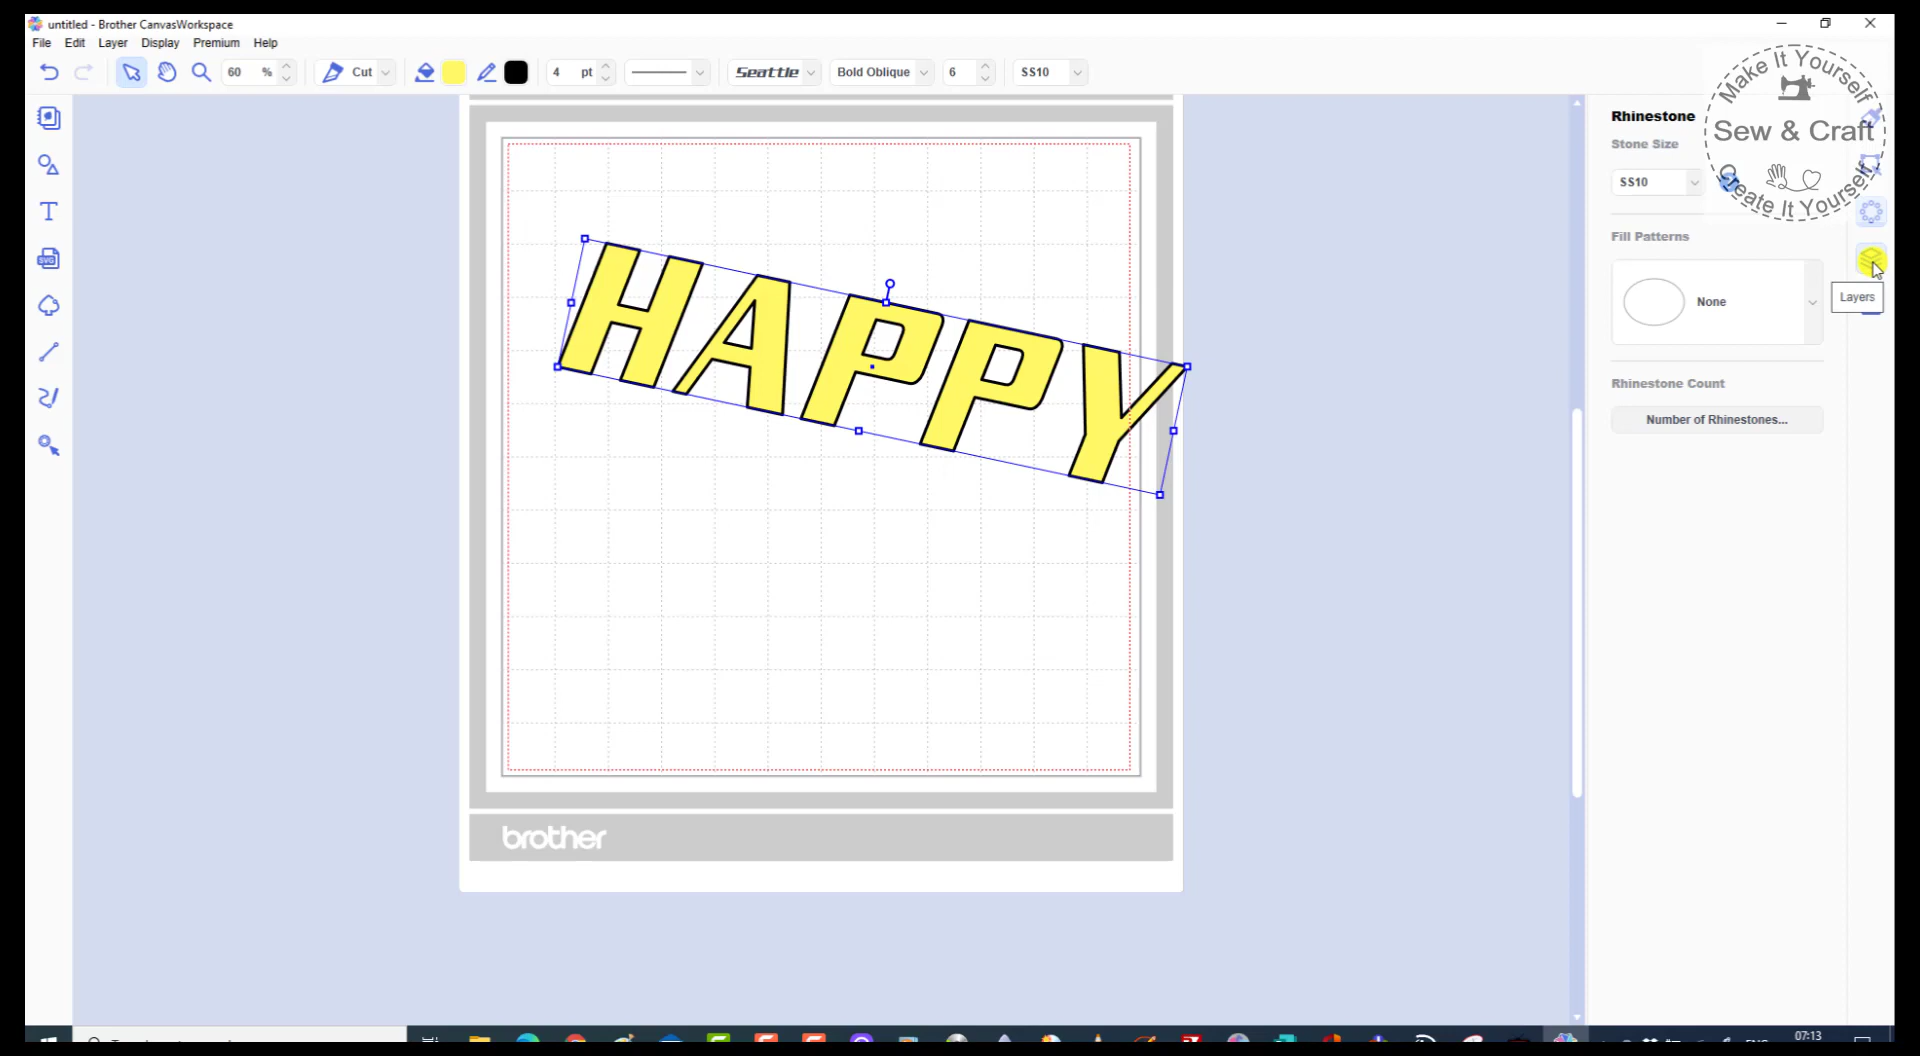 untitled - Brother CanvasWorkspace
File Edit Layer Display Premium Help
60 % Cut 4 pt Seattle Bold Oblique 6 SS10
Make It Yourself
Sew & Craft
Create It Yourself
Rhinestone
Stone Size
SS10
Fill Patterns
None
Layers
Rhinestone Count
Number of Rhinestones...
SVG
HAPPY
brother
07:13